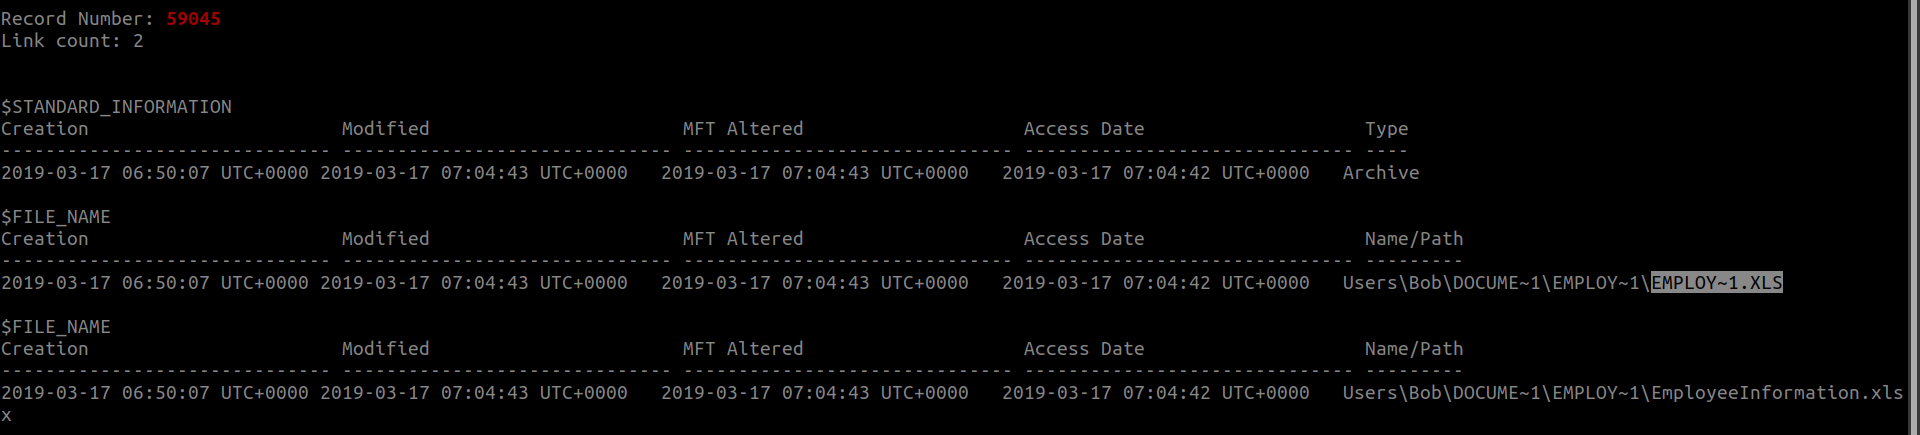 Record Number: 59045
Link count: 2
$STANDARD_INFORMATION
Creation                       Modified                       MFT Altered                    Access Date                    Type
------------------------------ ------------------------------ ------------------------------ ------------------------------ ----
2019-03-17 06:50:07 UTC+0000 2019-03-17 07:04:43 UTC+0000   2019-03-17 07:04:43 UTC+0000   2019-03-17 07:04:42 UTC+0000   Archive
$FILE_NAME
Creation                       Modified                       MFT Altered                    Access Date                    Name/Path
------------------------------ ------------------------------ ------------------------------ ------------------------------ ---------
2019-03-17 06:50:07 UTC+0000 2019-03-17 07:04:43 UTC+0000   2019-03-17 07:04:43 UTC+0000   2019-03-17 07:04:42 UTC+0000   Users\Bob\DOCUME~1\EMPLOY~1\EMPLOY~1.XLS
$FILE_NAME
Creation                       Modified                       MFT Altered                    Access Date                    Name/Path
------------------------------ ------------------------------ ------------------------------ ------------------------------ ---------
2019-03-17 06:50:07 UTC+0000 2019-03-17 07:04:43 UTC+0000   2019-03-17 07:04:43 UTC+0000   2019-03-17 07:04:42 UTC+0000   Users\Bob\DOCUME~1\EMPLOY~1\EmployeeInformation.xls
x